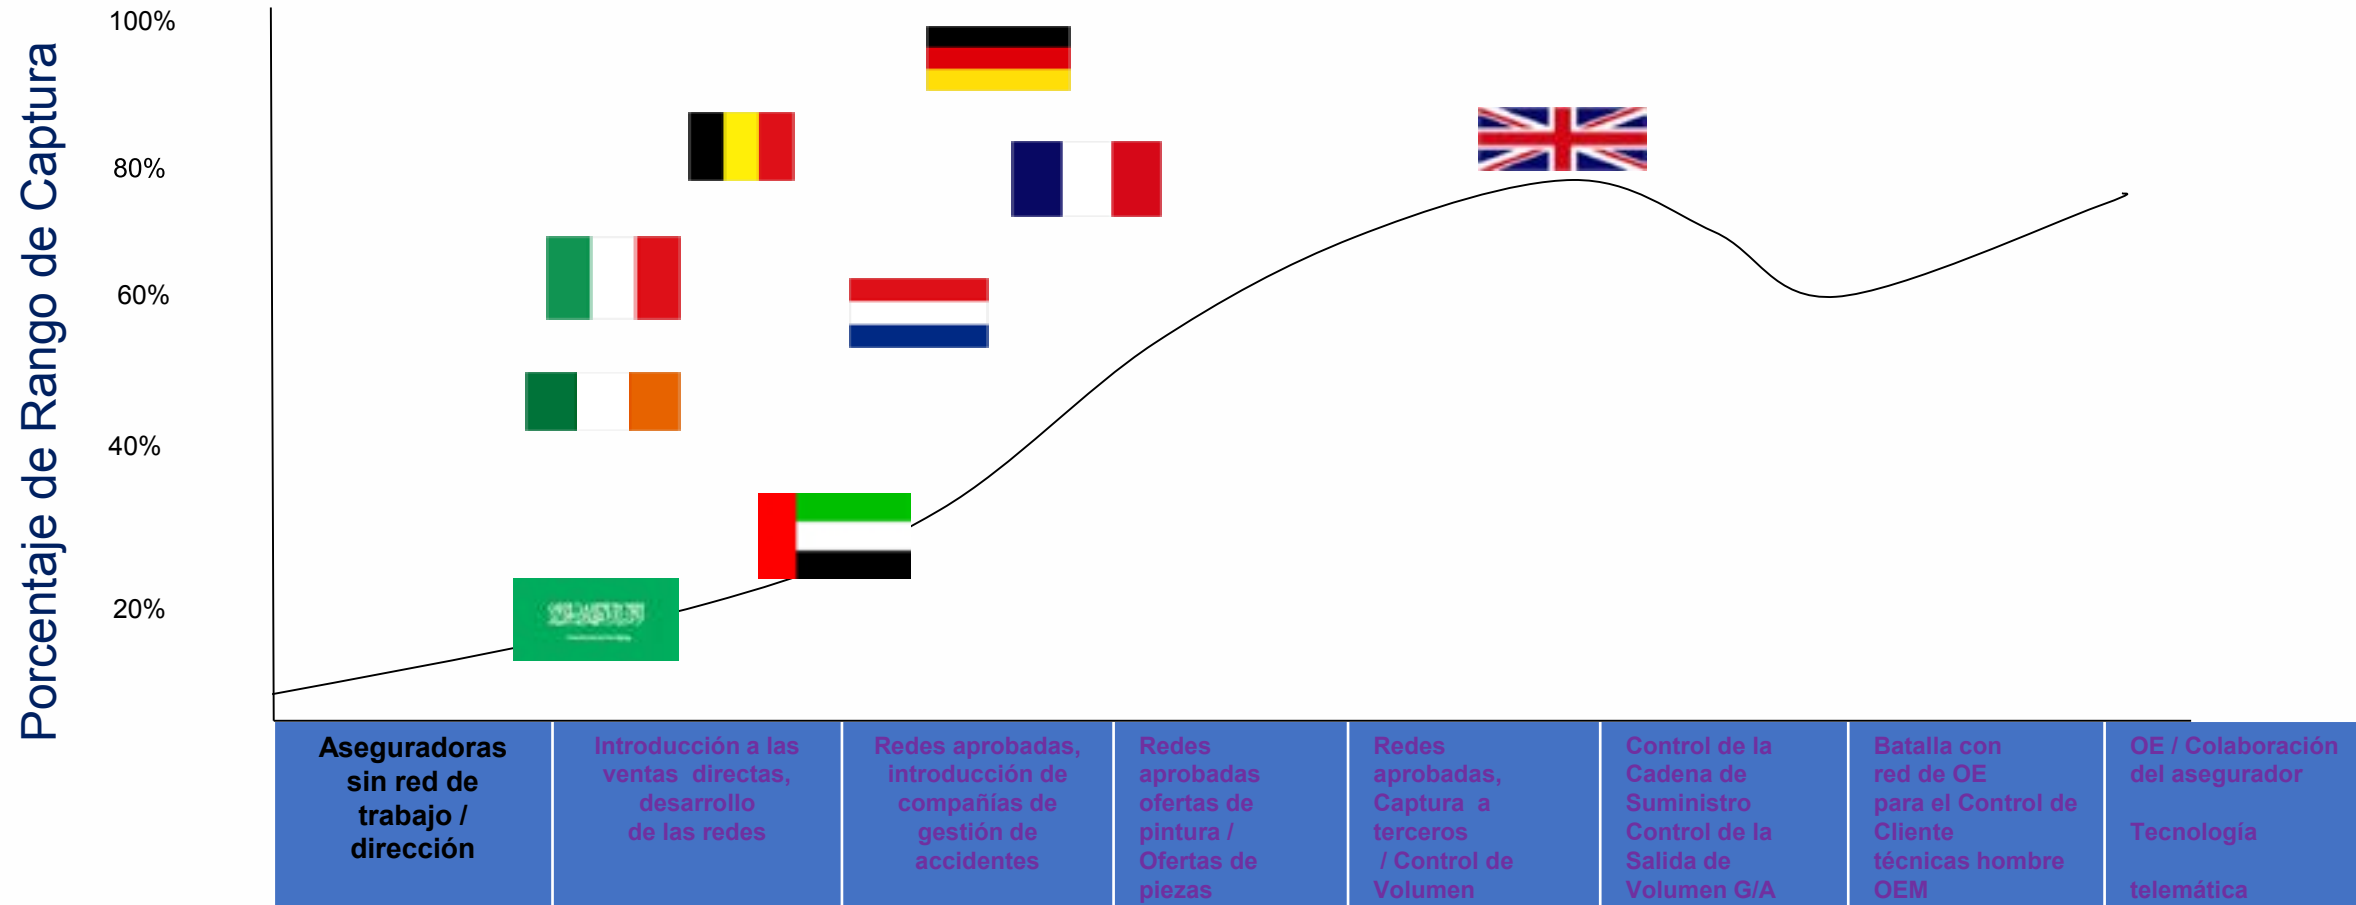 Porcentaje de Rango de Captura
100%
80%
60%
40%
20%
Aseguradoras
sin red de
trabajo /
dirección
Introducción a las
ventas directas,
desarrollo
de las redes
Redes aprobadas,
introducción de
compañías de
gestión de
accidentes
Redes
aprobadas
ofertas de
pintura /
Ofertas de
piezas
Redes
aprobadas,
Captura a
terceros
/ Control de
Volumen
Control de la
Cadena de
Suministro
Control de la
Salida de
Volumen G/A
Batalla con
red de OE
para el Control de
Cliente
técnicas hombre
OEM
OE / Colaboración
del asegurador
Tecnología
telemática